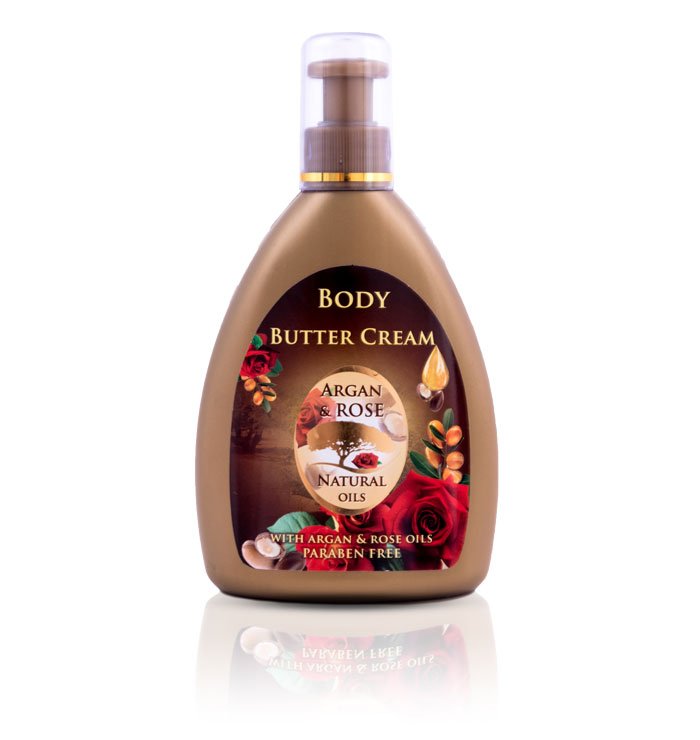 BODY
BUTTER CREAM
ARGAN
& ROSE
NATURAL
OILS
WITH ARGAN & ROSE OILS
PARABEN FREE